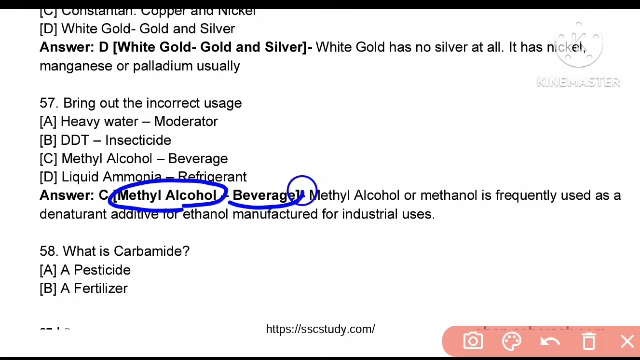 [C] Constantan: Copper and Nickel
[D] White Gold- Gold and Silver
Answer: D [White Gold- Gold and Silver]- White Gold has no silver at all. It has nickel,
manganese or palladium usually
KINEMASTER
57. Bring out the incorrect usage
[A] Heavy water – Moderator
[B] DDT – Insecticide
[C] Methyl Alcohol – Beverage
[D] Liquid Ammonia – Refrigerant
Answer: C [Methyl Alcohol – Beverage]- Methyl Alcohol or methanol is frequently used as a
denaturant additive for ethanol manufactured for industrial uses.
58. What is Carbamide?
[A] A Pesticide
[B] A Fertilizer
https://sscstudy.com/